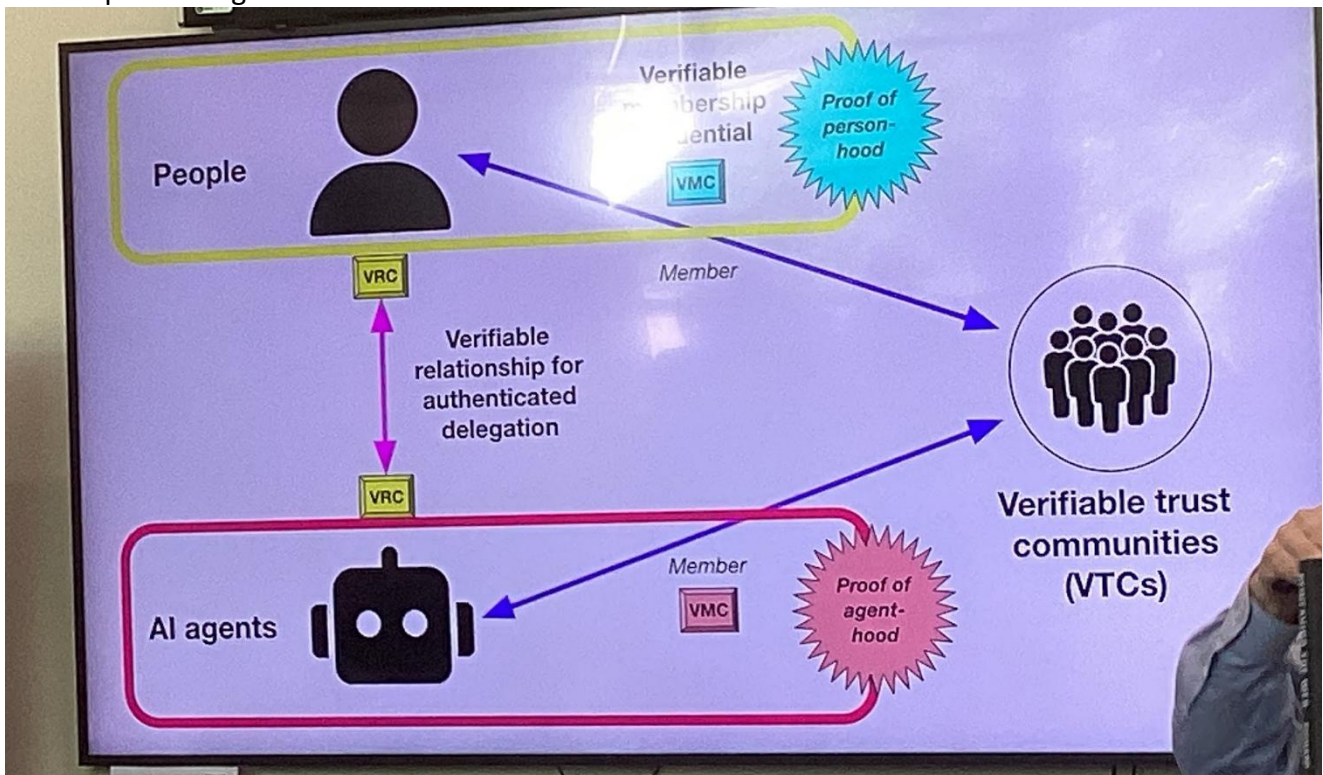 People
Verifiable
ential
VMC
Proof of
person-
hood
VRC
Member
Verifiable
relationship for
authenticated
delegation
VRC
Verifiable trust
communities
(VTCs)
AI agents
Member
VMC
Proof of
agent-
hood